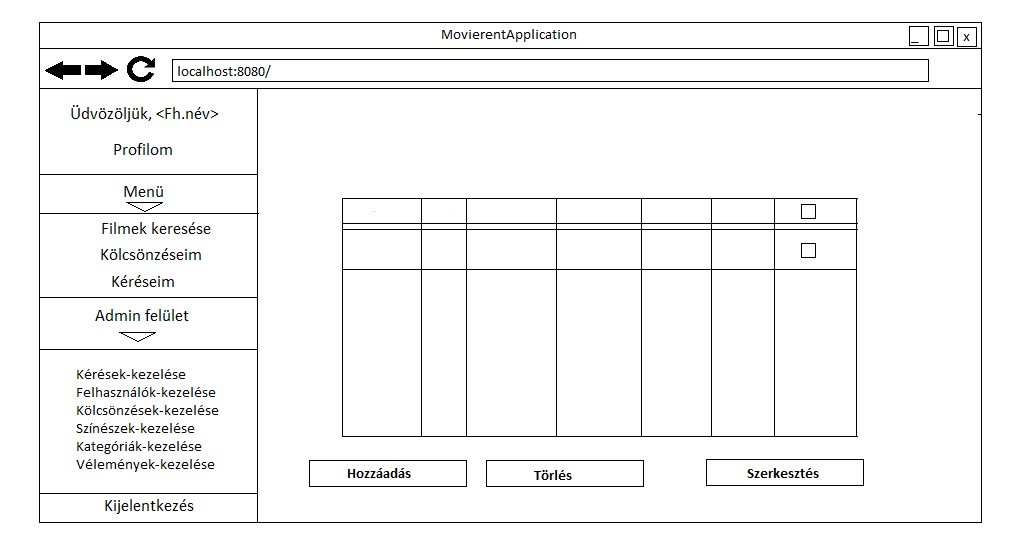 MovierentApplication
_ x
localhost:8080/
Üdvözöljük, <Fh.név>
Profilom
Menü
Filmek keresése
Kölcsönzéseim
Kéréseim
Admin felület
Kérések-kezelése
Felhasználók-kezelése
Kölcsönzések-kezelése
Színészek-kezelése
Kategóriák-kezelése
Vélemények-kezelése
Kijelentkezés
Hozzáadás Törlés Szerkesztés